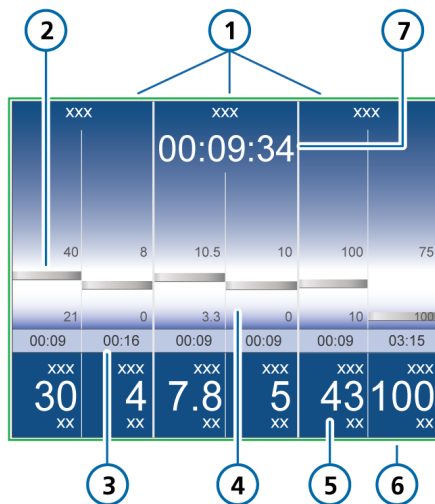 2 1 7
xxx xxx xxx
00:09:34
40 8 10.5 10 100 75
21 0 3.3 0 10 100
00:09 00:16 00:09 00:09 00:09 03:15
xxx xxx xxx xxx xxx xxx
30 4 7.8 5 43 100
xx xx xx xx xx xx
3 4 5 6